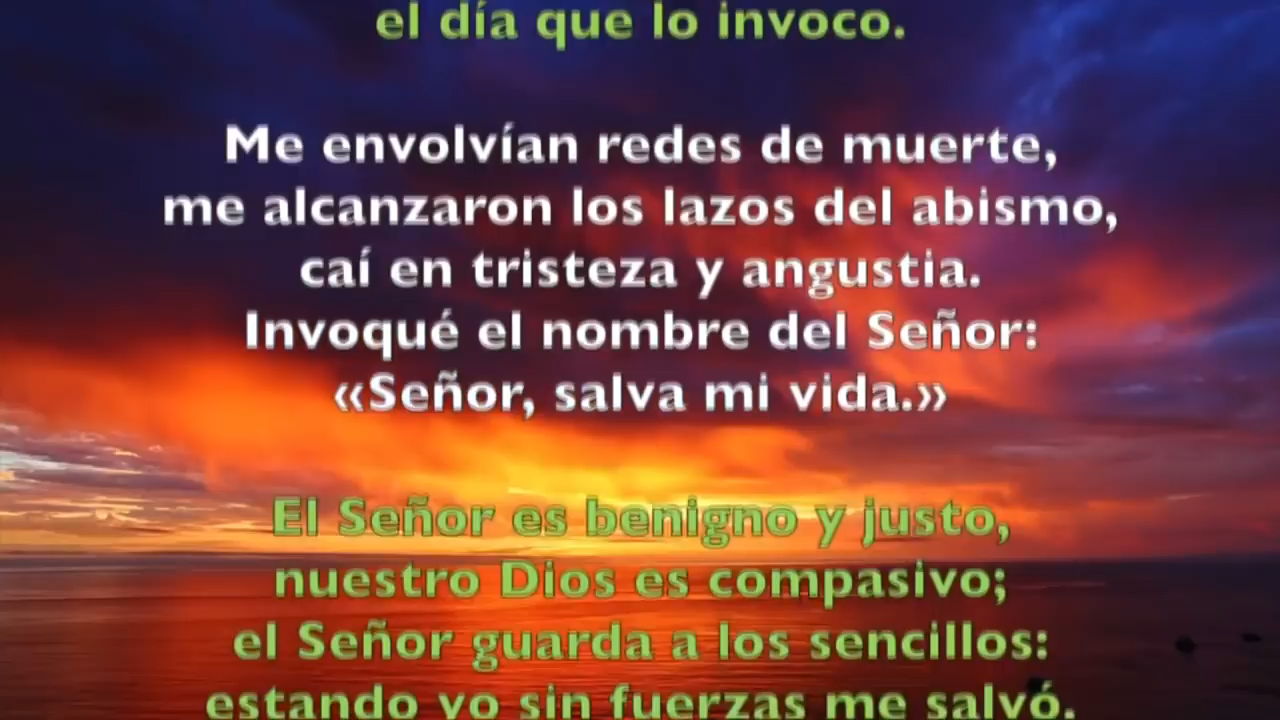 el día que lo invoco.
Me envolvían redes de muerte,
me alcanzaron los lazos del abismo,
caí en tristeza y angustia.
Invoqué el nombre del Señor:
«Señor, salva mi vida.»
El Señor es benigno y justo,
nuestro Dios es compasivo;
el Señor guarda a los sencillos:
estando yo sin fuerzas me salvó.